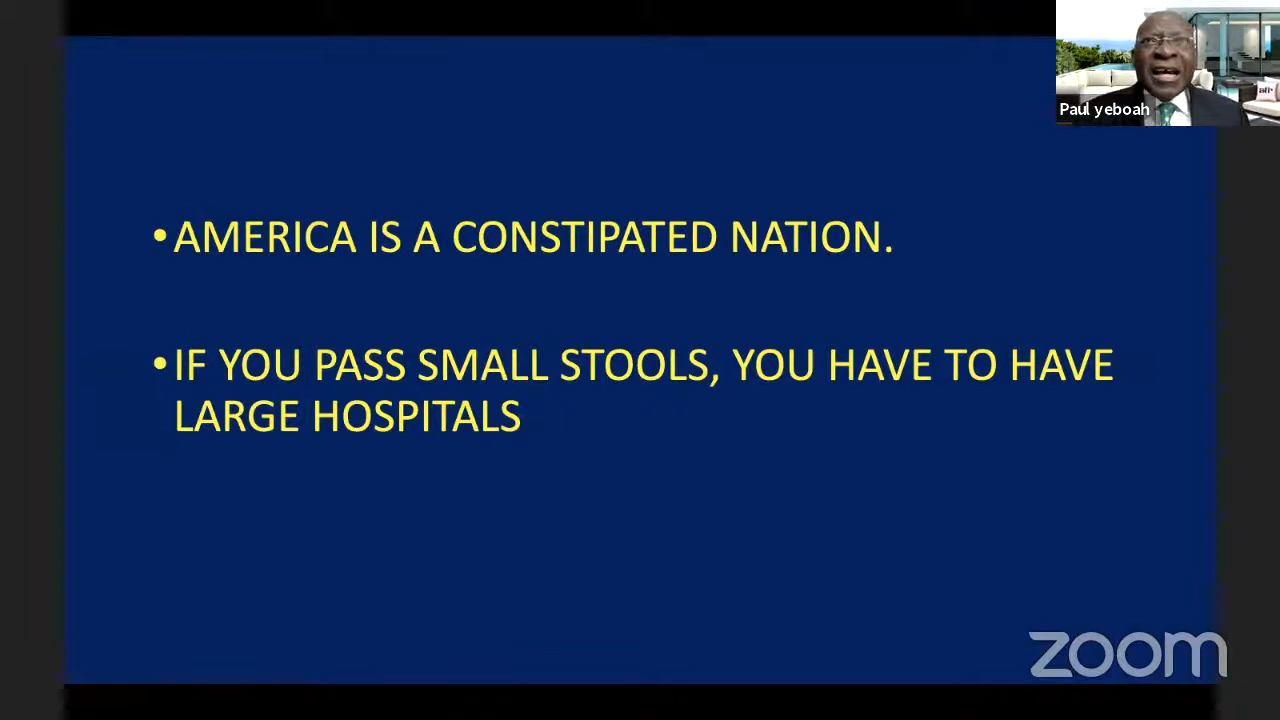 Paul yeboah
•AMERICA IS A CONSTIPATED NATION.
•IF YOU PASS SMALL STOOLS, YOU HAVE TO HAVE
LARGE HOSPITALS
zoom